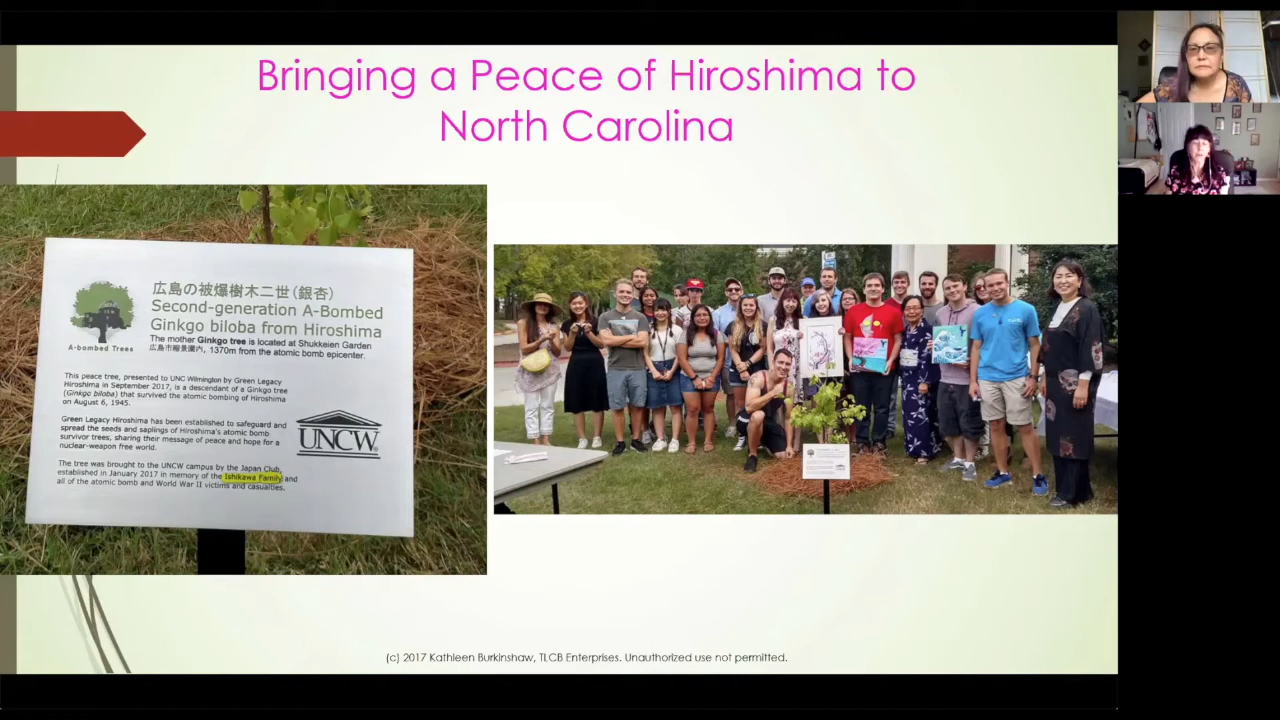 Bringing a Peace of Hiroshima to
North Carolina
広島の被爆樹木二世(銀杏)
Second-generation A-Bombed
Ginkgo biloba from Hiroshima
The mother Ginkgo tree is located at Shukkeien Garden
広島市縮景園内, 1370m from the atomic bomb epicenter.
A-bombed Trees
This peace tree, presented to UNC Wilmington by Green Legacy
Hiroshima in September 2017, is a descendant of a Ginkgo tree
(Ginkgo biloba) that survived the atomic bombing of Hiroshima
on August 6, 1945.
Green Legacy Hiroshima has been established to safeguard and
spread the seeds and saplings of Hiroshima's atomic bomb
survivor trees, sharing their message of peace and hope for a
nuclear-weapon free world.
UNCW
The tree was brought to the UNCW campus by the Japan Club,
established in January 2017 in memory of the Ishikawa Family and
all of the atomic bomb and World War II victims and casualties.
(c) 2017 Kathleen Burkinshaw, TLCB Enterprises. Unauthorized use not permitted.